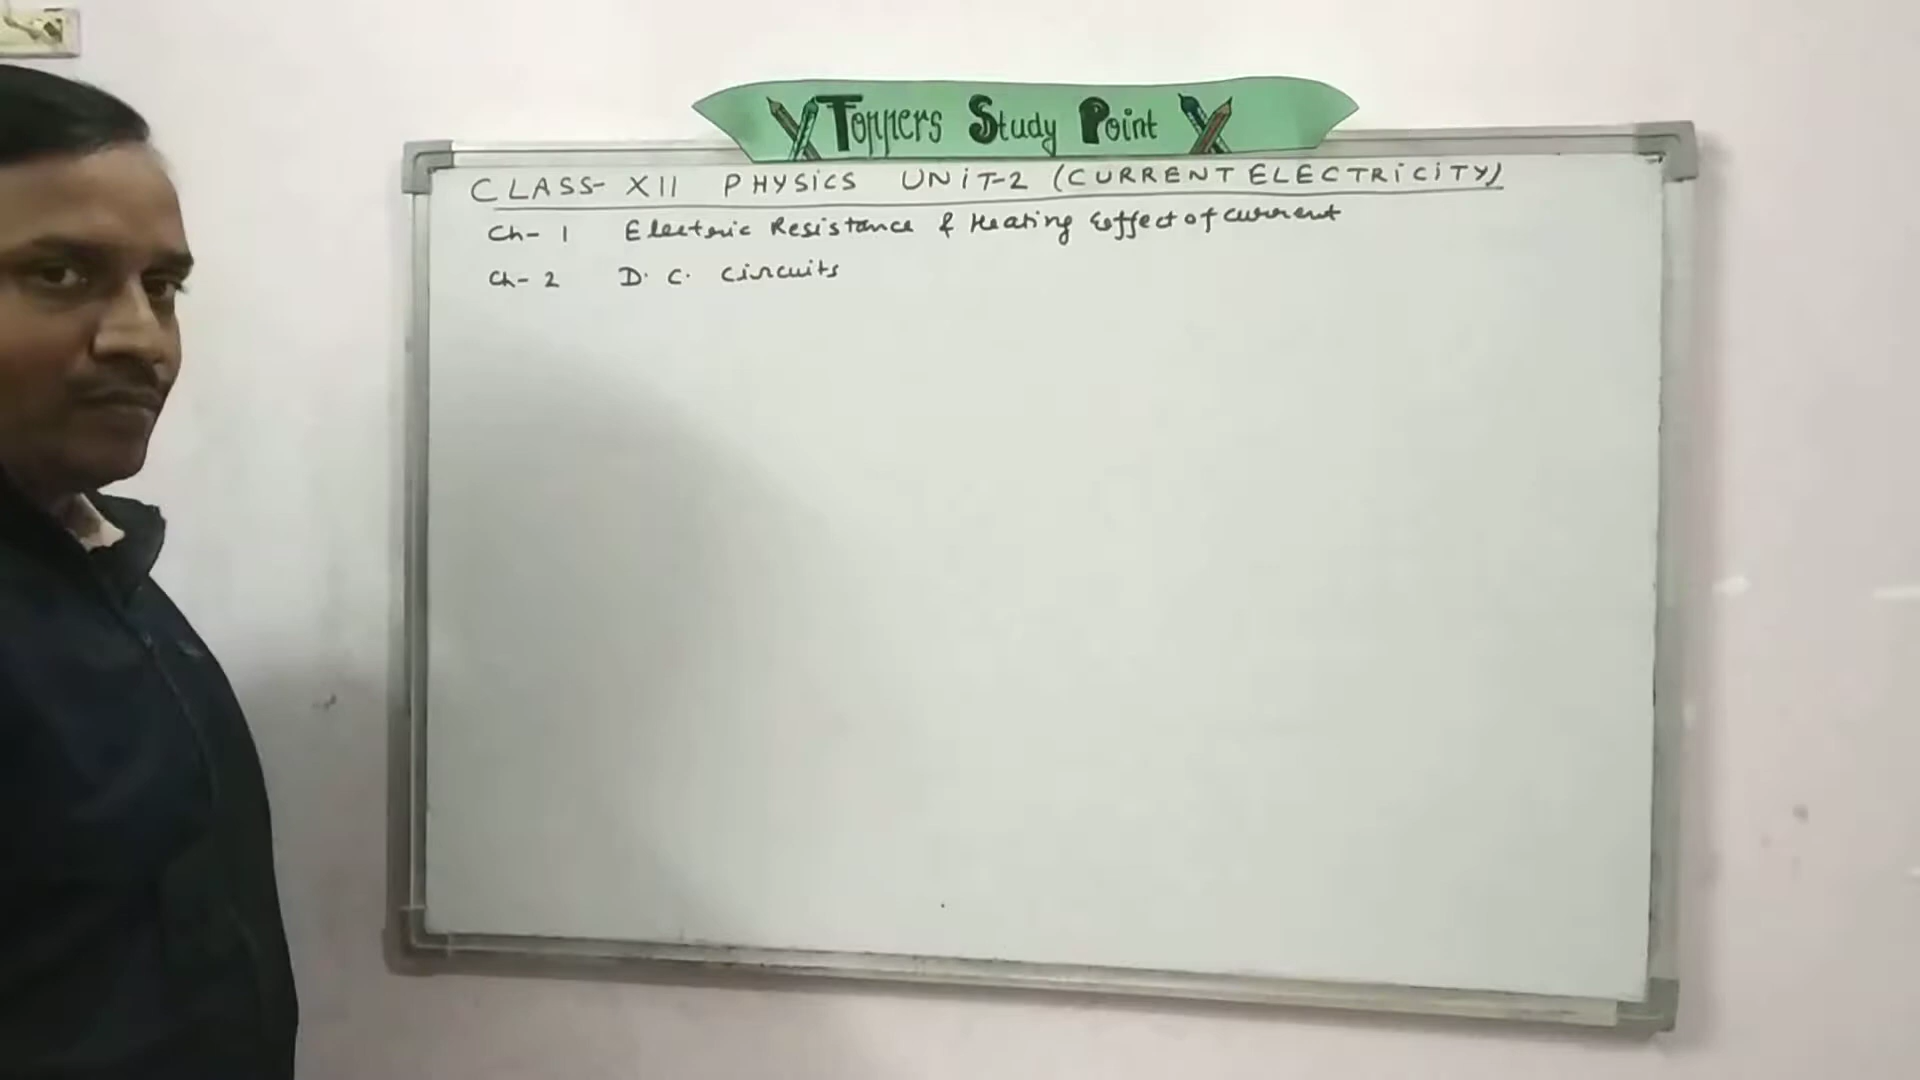 Toppers Study Point
CLASS- XII PHYSICS UNIT-2 (CURRENT ELECTRICITY)
Ch- 1 Electric Resistance & Heating Effect of current
Ch- 2 D. C. Circuits